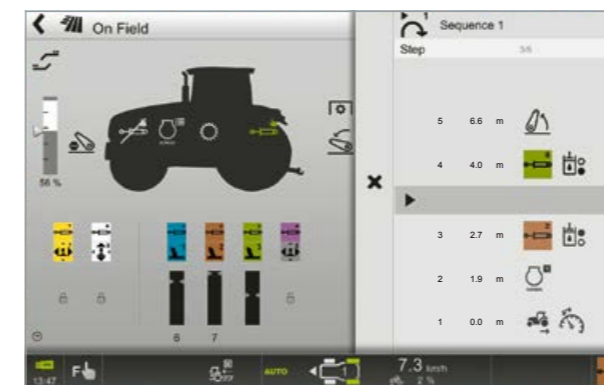 On Field
56 %
6 7
Sequence 1
Step 3/6
5 6.6 m
4 4.0 m
3 2.7 m
2 1.9 m
1 0.0 m
13:47 F AUTO 1 7.3 km/h
2 %